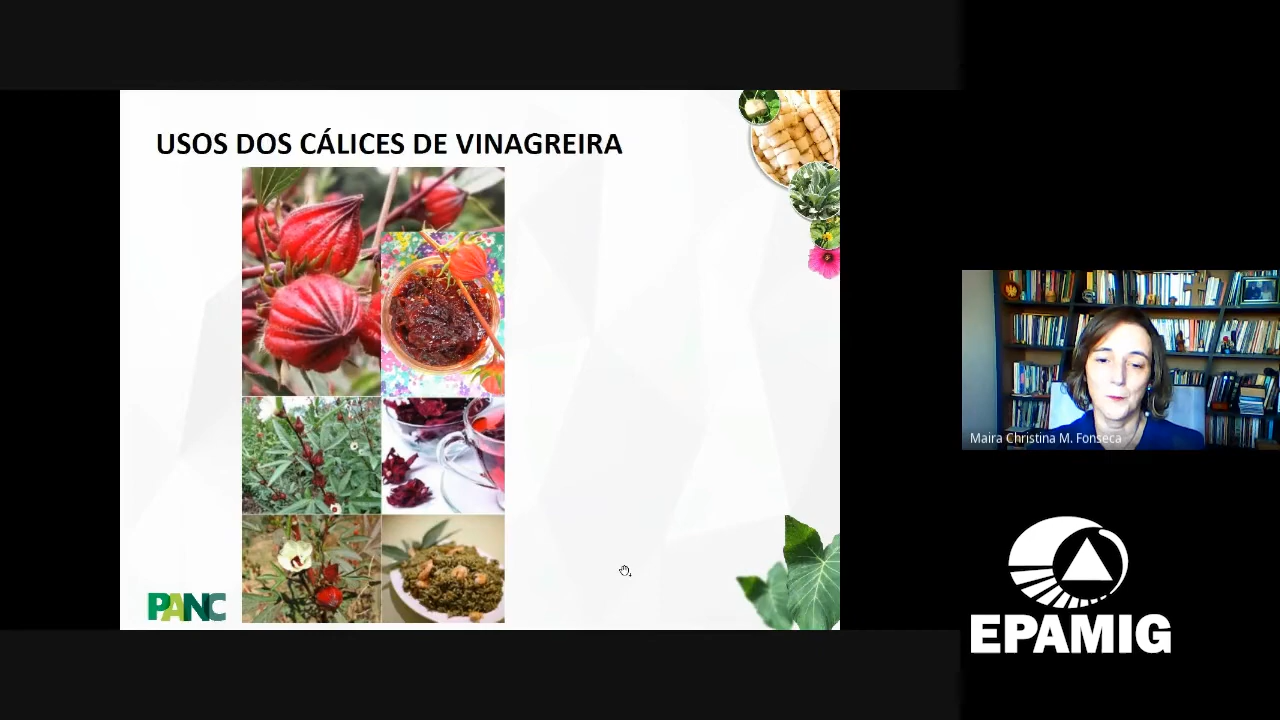 USOS DOS CÁLICES DE VINAGREIRA
PANC
Maira Christina M. Fonseca
EPAMIG